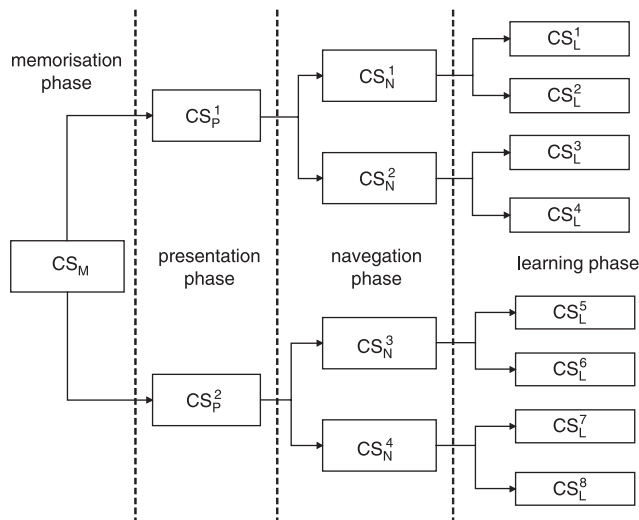 memorisation
phase
CS_M
CS_P^1
CS_P^2
presentation
phase
CS_N^1
CS_N^2
navegation
phase
CS_N^3
CS_N^4
CS_L^1
CS_L^2
CS_L^3
CS_L^4
learning phase
CS_L^5
CS_L^6
CS_L^7
CS_L^8